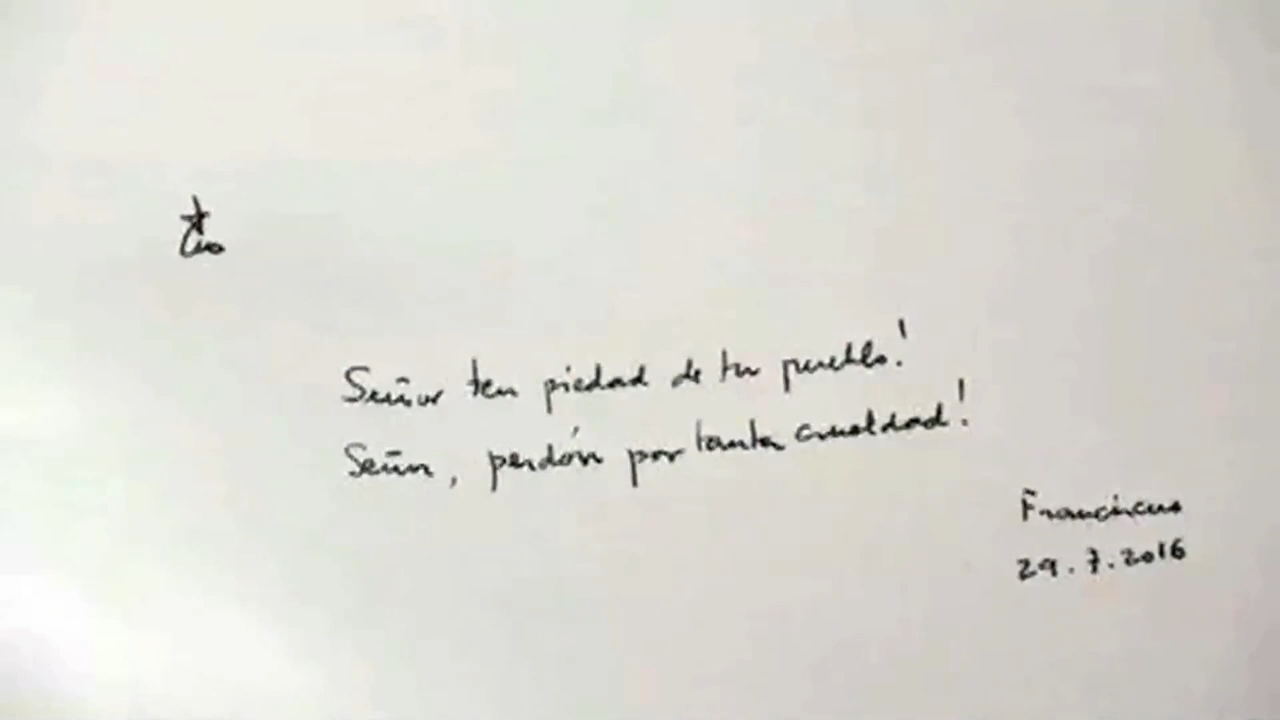 Señor ten piedad de tu pueblo!
Señor, perdón por tanta crueldad!
Franciscus
29.7.2016